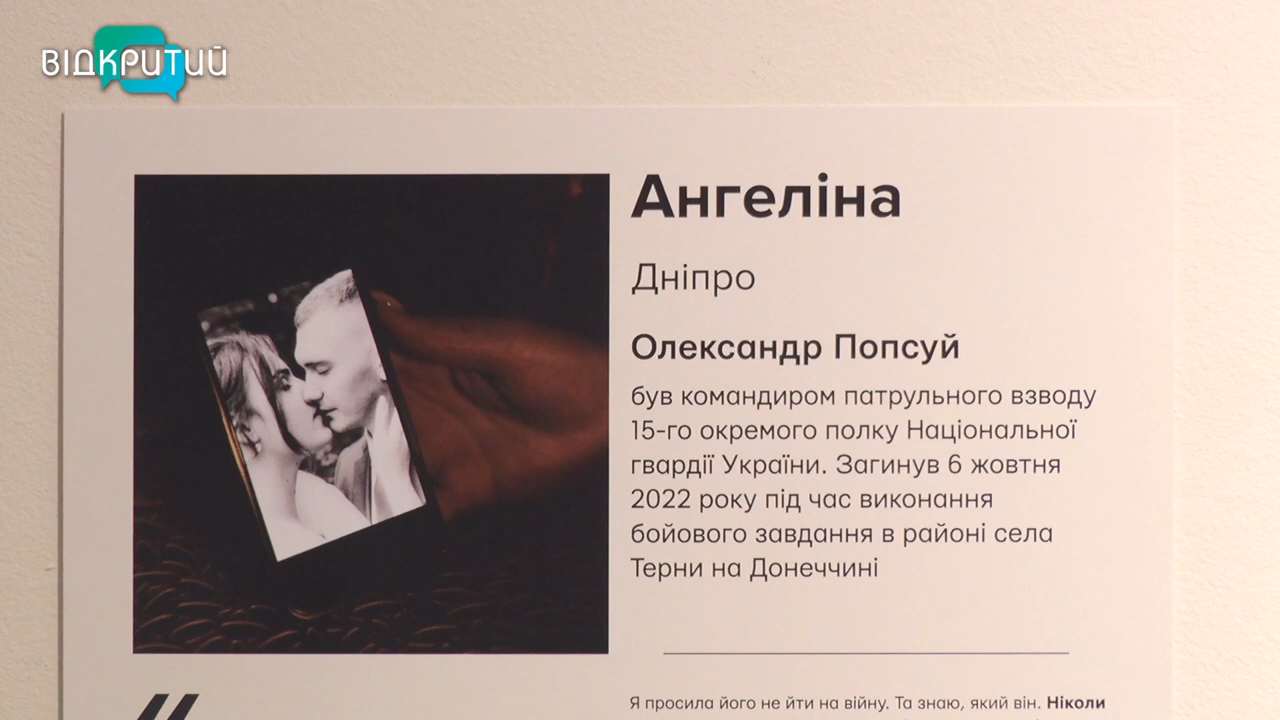 ВІДКРИТИЙ
Ангеліна
Дніпро
Олександр Попсуй
був командиром патрульного взводу
15-го окремого полку Національної
гвардії України. Загинув 6 жовтня
2022 року під час виконання
бойового завдання в районі села
Терни на Донеччині
“
Я просила його не йти на війну. Та знаю, який він. Ніколи